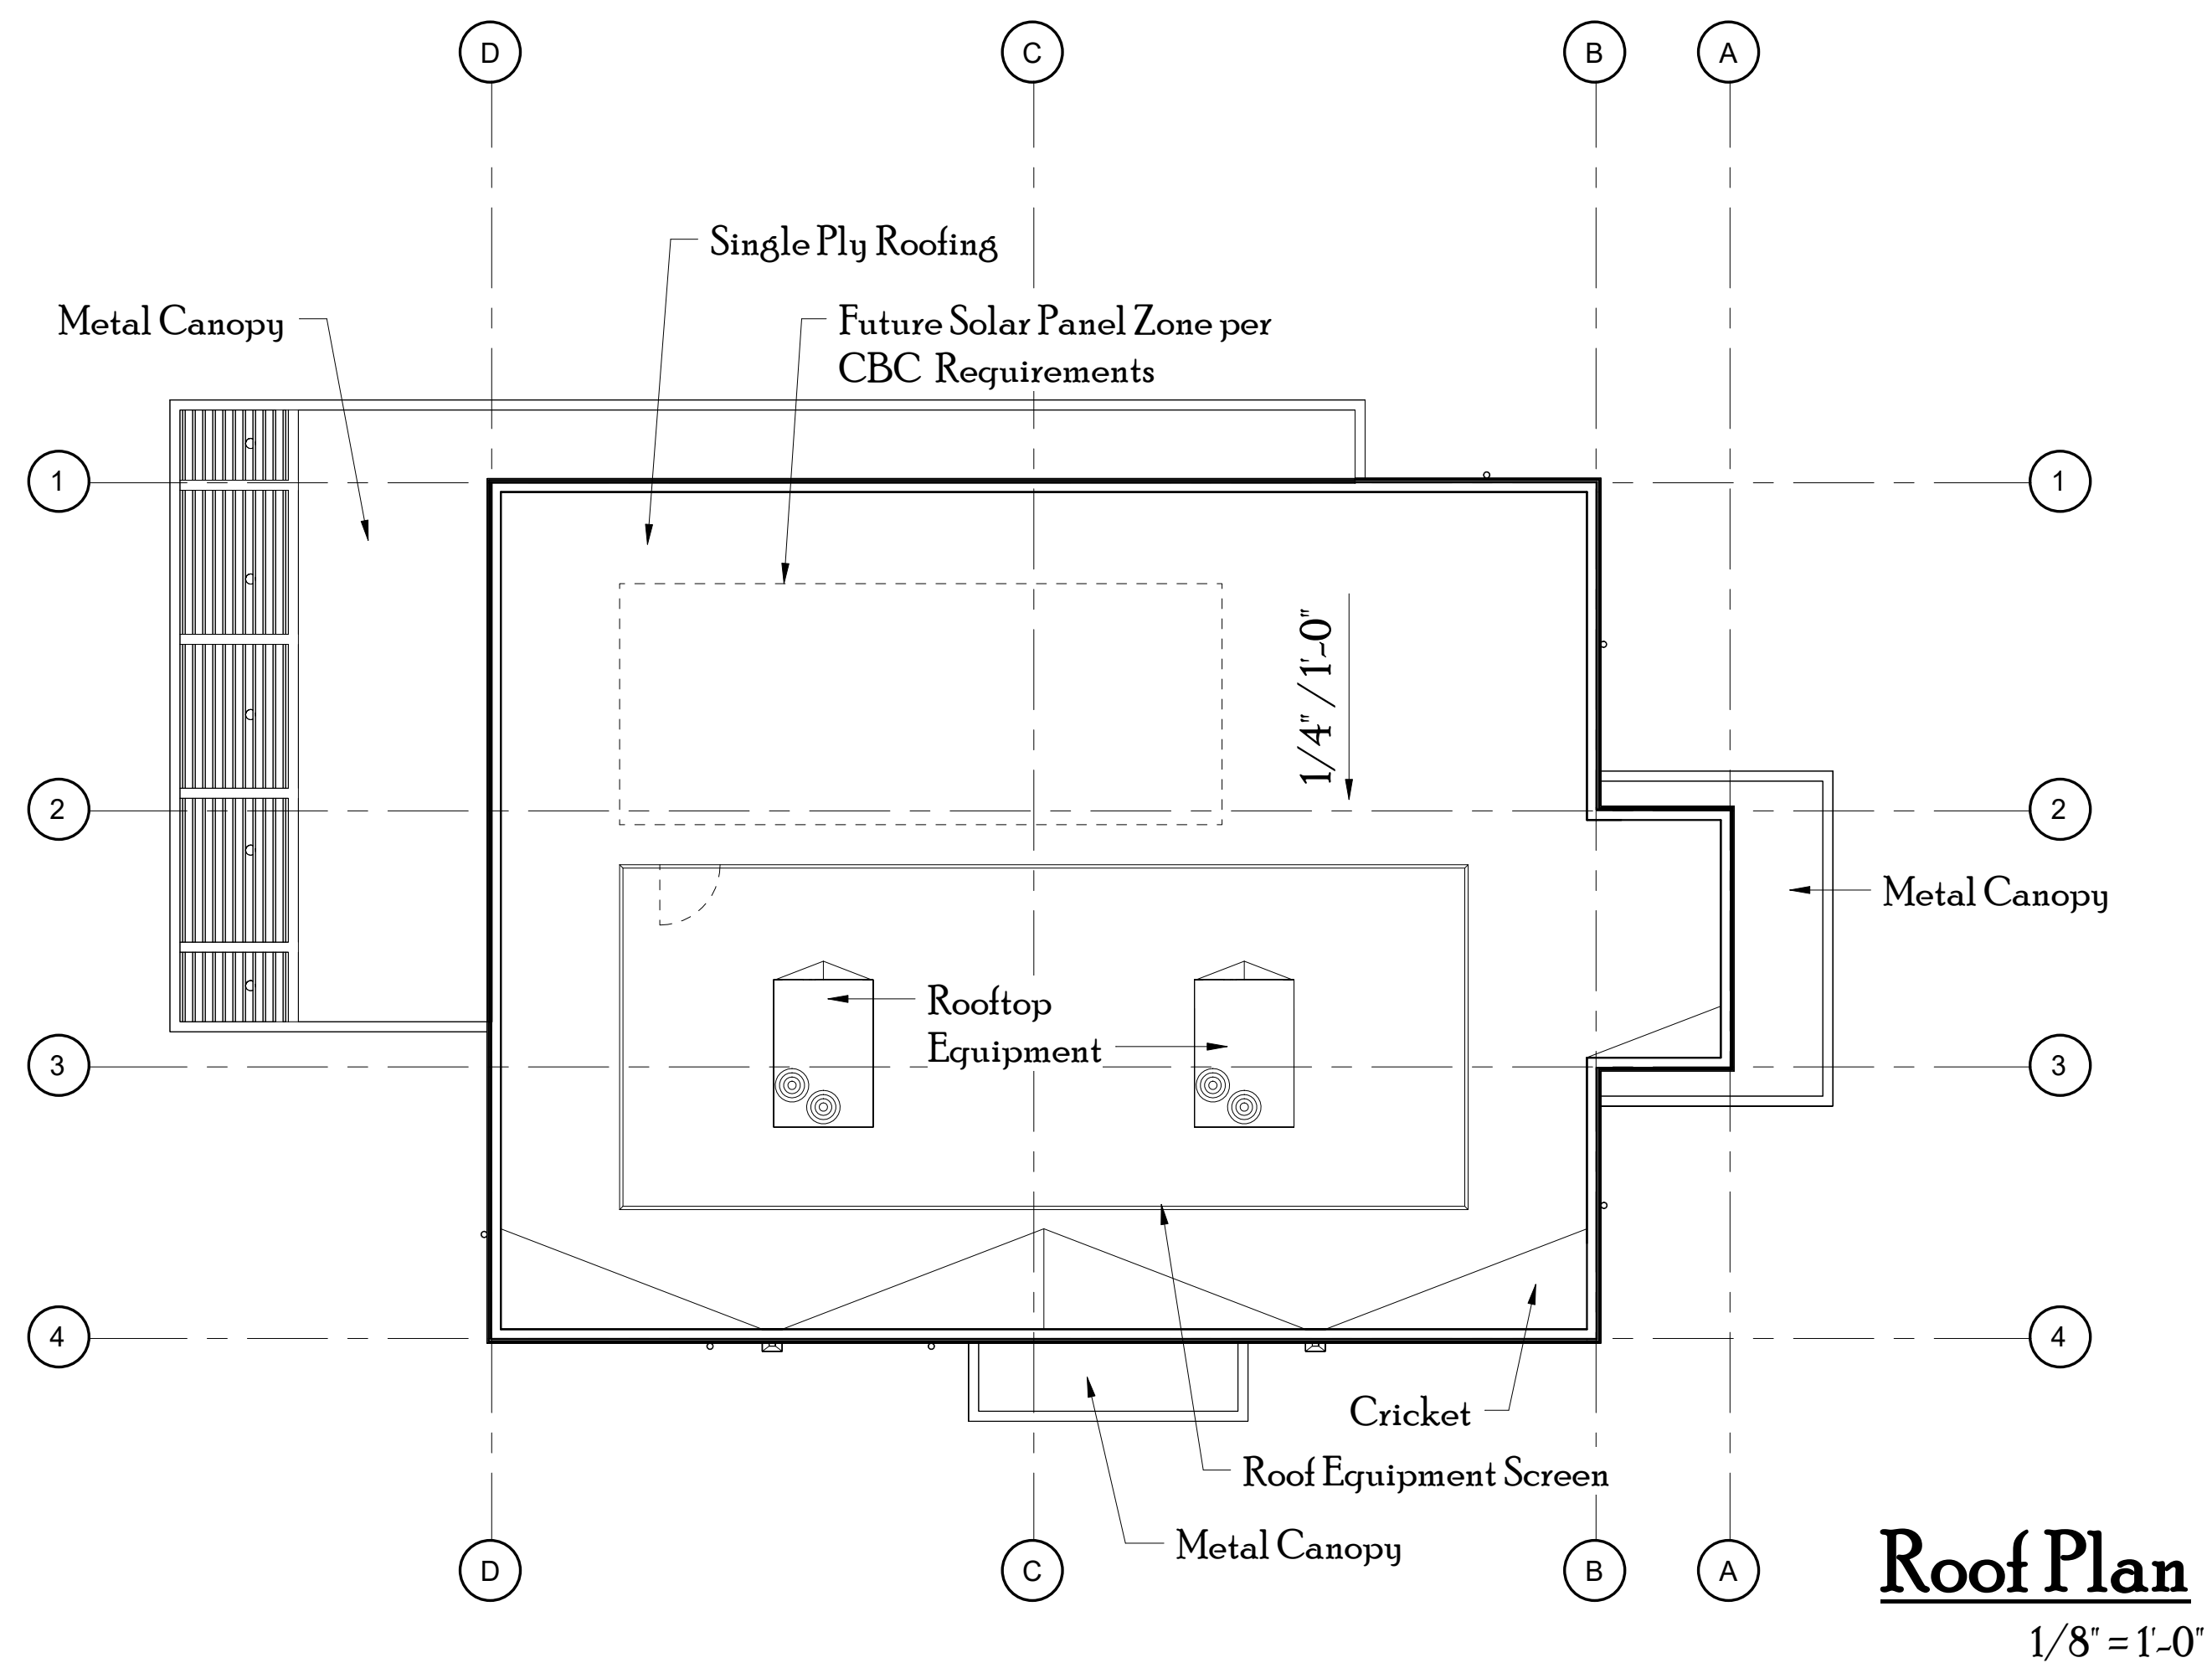 D C B A
Single Ply Roofing
Metal Canopy
Future Solar Panel Zone per
CBC Requirements
1 1
1/4" / 1'-0"
2 2
Metal Canopy
Rooftop
Equipment
3 3
4 4
Cricket
Roof Equipment Screen
Metal Canopy
D C B A
Roof Plan
1/8" = 1'-0"